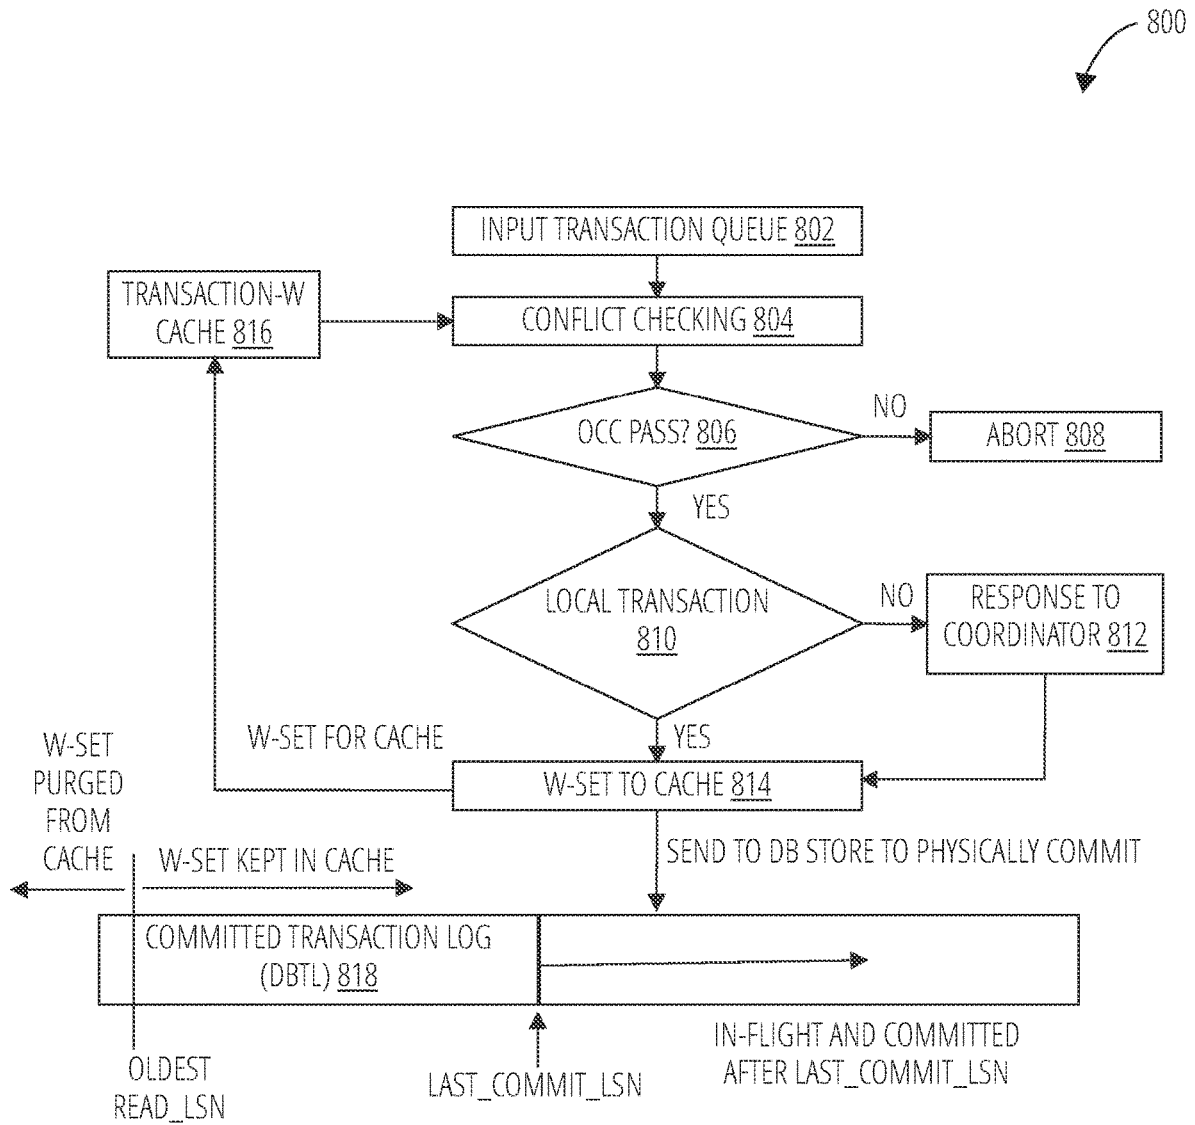 800
INPUT TRANSACTION QUEUE 802
TRANSACTION-W
CACHE 816
CONFLICT CHECKING 804
OCC PASS? 806
NO
ABORT 808
YES
LOCAL TRANSACTION
810
NO
RESPONSE TO
COORDINATOR 812
YES
W-SET FOR CACHE
W-SET TO CACHE 814
W-SET
PURGED
FROM
CACHE
W-SET KEPT IN CACHE
SEND TO DB STORE TO PHYSICALLY COMMIT
COMMITTED TRANSACTION LOG
(DBTL) 818
OLDEST
READ_LSN
LAST_COMMIT_LSN
IN-FLIGHT AND COMMITTED
AFTER LAST_COMMIT_LSN